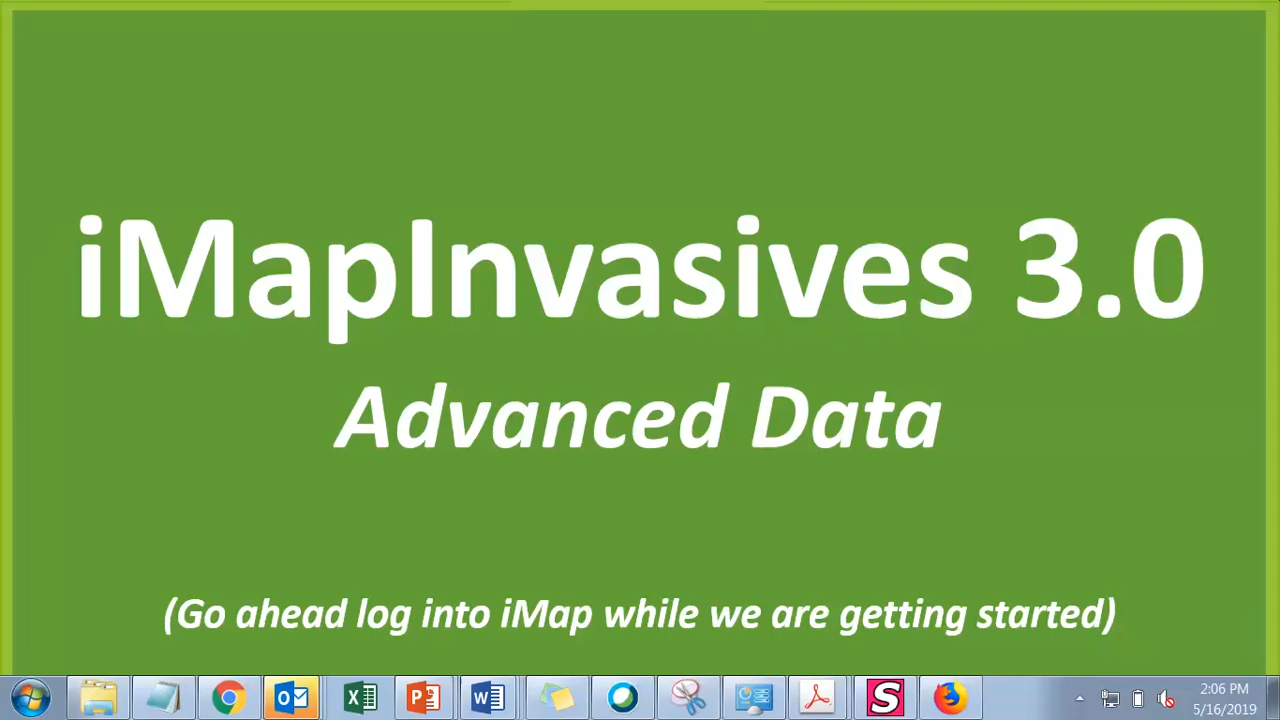 iMapInvasives 3.0
Advanced Data
(Go ahead log into iMap while we are getting started)
2:06 PM
5/16/2019